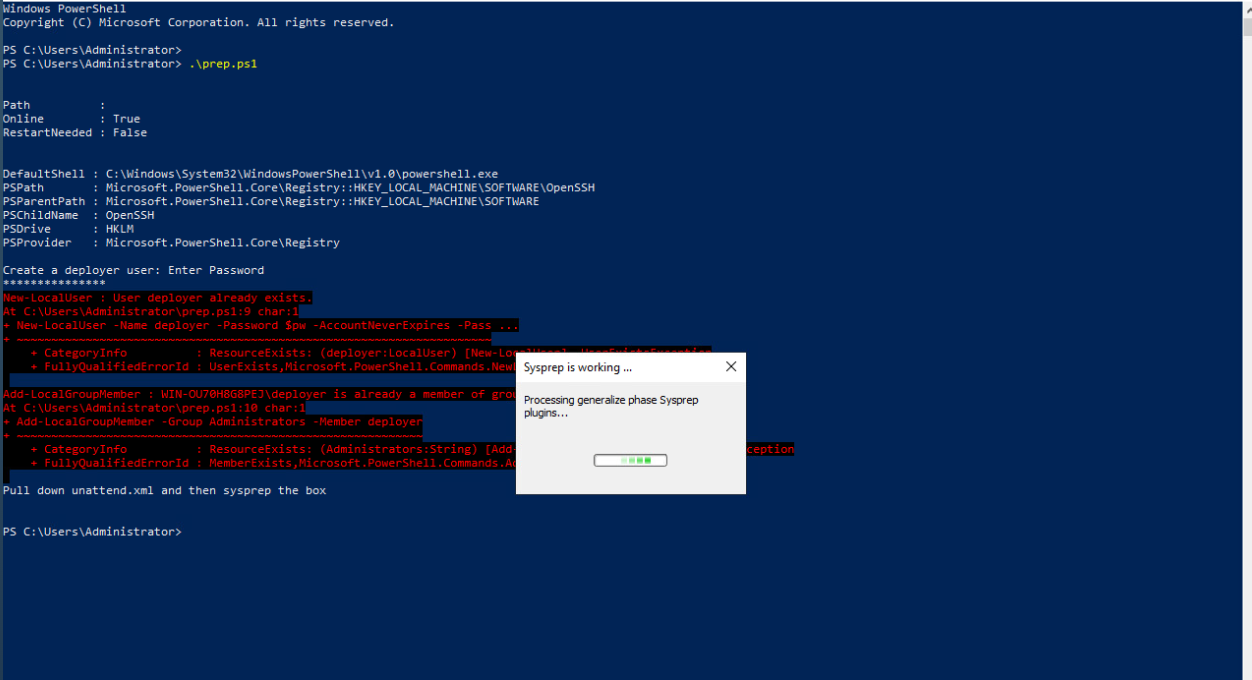 Windows PowerShell
Copyright (C) Microsoft Corporation. All rights reserved.
PS C:\Users\Administrator>
PS C:\Users\Administrator> .\prep.ps1
Path          :
Online        : True
RestartNeeded : False
DefaultShell : C:\Windows\System32\WindowsPowerShell\v1.0\powershell.exe
PSPath       : Microsoft.PowerShell.Core\Registry::HKEY_LOCAL_MACHINE\SOFTWARE\OpenSSH
PSParentPath : Microsoft.PowerShell.Core\Registry::HKEY_LOCAL_MACHINE\SOFTWARE
PSChildName  : OpenSSH
PSDrive      : HKLM
PSProvider   : Microsoft.PowerShell.Core\Registry
Create a deployer user: Enter Password
***************
New-LocalUser : User deployer already exists.
At C:\Users\Administrator\prep.ps1:9 char:1
+ New-LocalUser -Name deployer -Password $pw -AccountNeverExpires -Pass ...
+ ~~~~~~~~~~~~~~~~~~~~~~~~~~~~~~~~~~~~~~~~~~~~~~~~~~~~~~~~~~~~~~~~~~~~~
    + CategoryInfo          : ResourceExists: (deployer:LocalUser) [New-LocalUser], UserExistsException
    + FullyQualifiedErrorId : UserExists,Microsoft.PowerShell.Commands.New
Add-LocalGroupMember : WIN-OU70H0G0PEJ\deployer is already a member of grou
At C:\Users\Administrator\prep.ps1:10 char:1
+ Add-LocalGroupMember -Group Administrators -Member deployer
+ ~~~~~~~~~~~~~~~~~~~~~~~~~~~~~~~~~~~~~~~~~~~~~~~~~~~~~~~~~~~
    + CategoryInfo          : ResourceExists: (Administrators:String) [Add- ception
    + FullyQualifiedErrorId : MemberExists,Microsoft.PowerShell.Commands.Ad
Pull down unattend.xml and then sysprep the box
PS C:\Users\Administrator>
Sysprep is working ...
Processing generalize phase Sysprep
plugins...